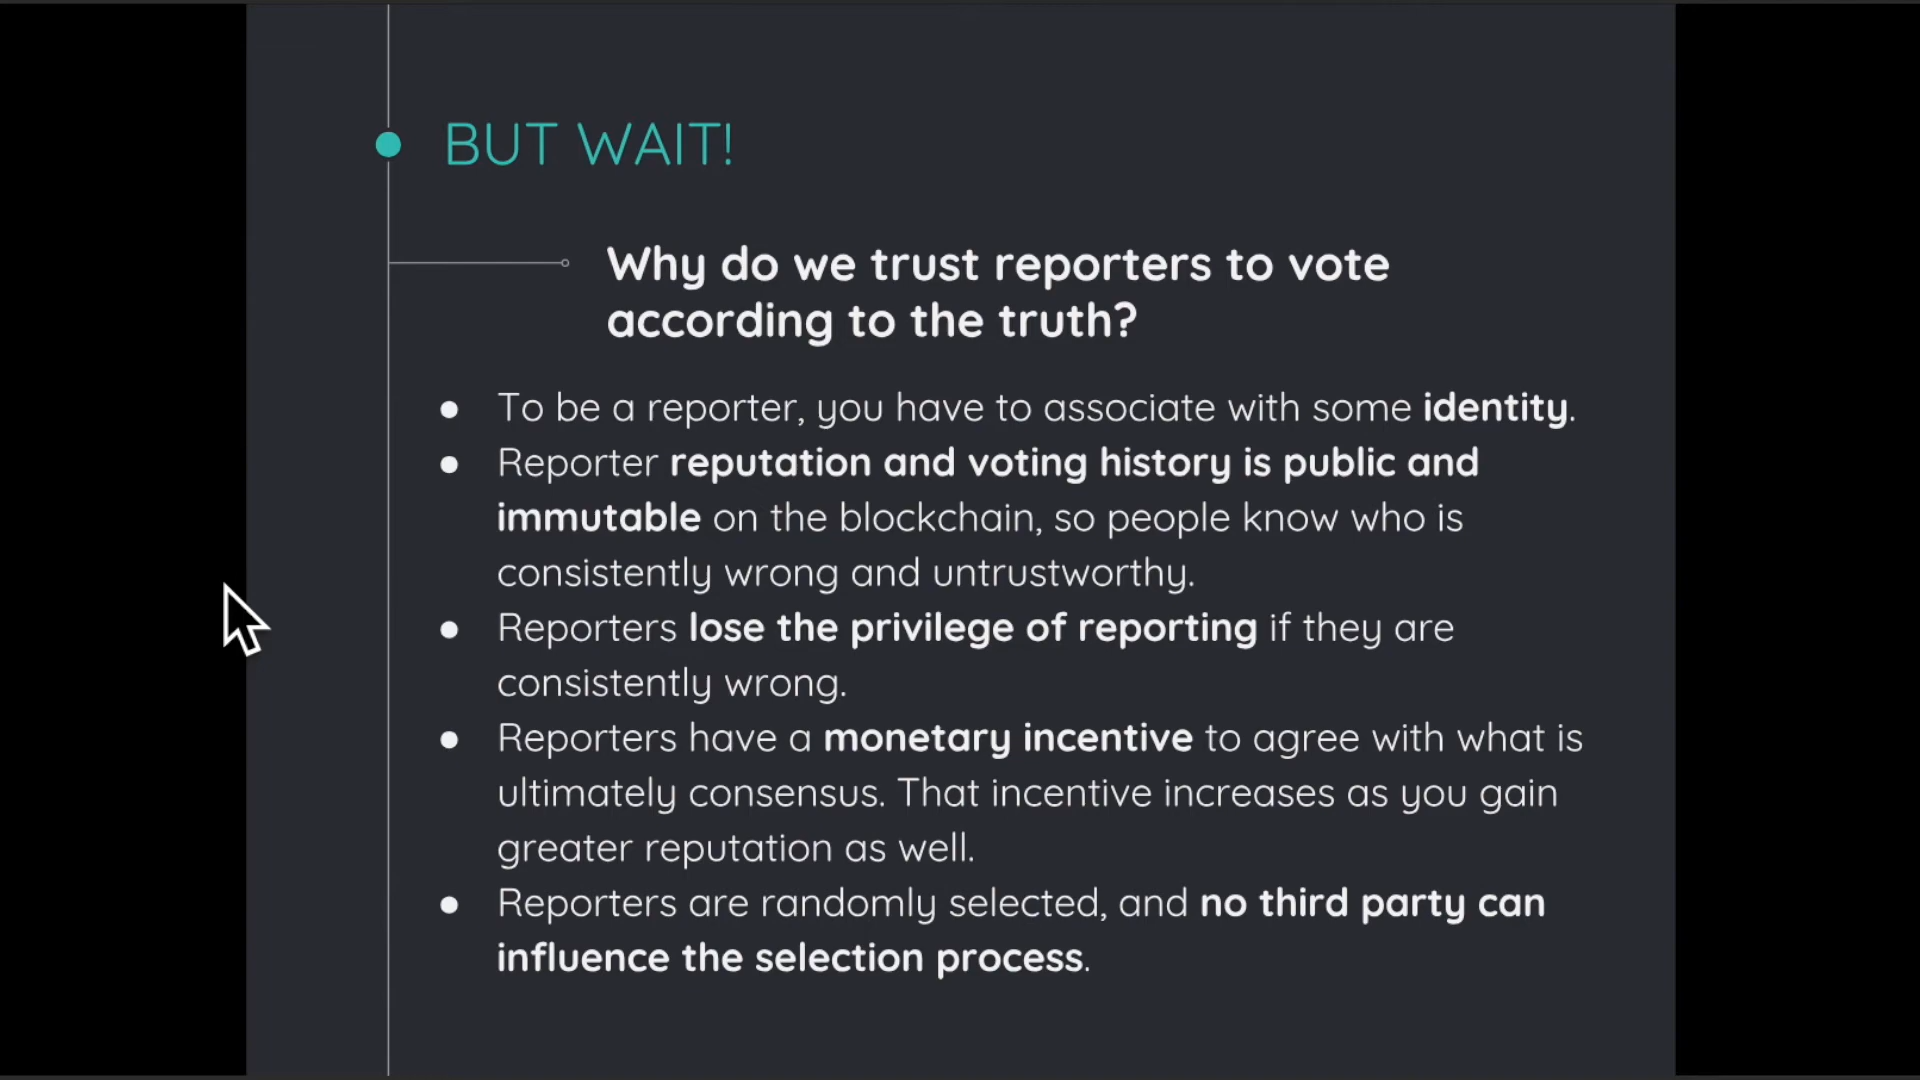 BUT WAIT!
Why do we trust reporters to vote
according to the truth?
● To be a reporter, you have to associate with some identity.
● Reporter reputation and voting history is public and
immutable on the blockchain, so people know who is
consistently wrong and untrustworthy.
● Reporters lose the privilege of reporting if they are
consistently wrong.
● Reporters have a monetary incentive to agree with what is
ultimately consensus. That incentive increases as you gain
greater reputation as well.
● Reporters are randomly selected, and no third party can
influence the selection process.